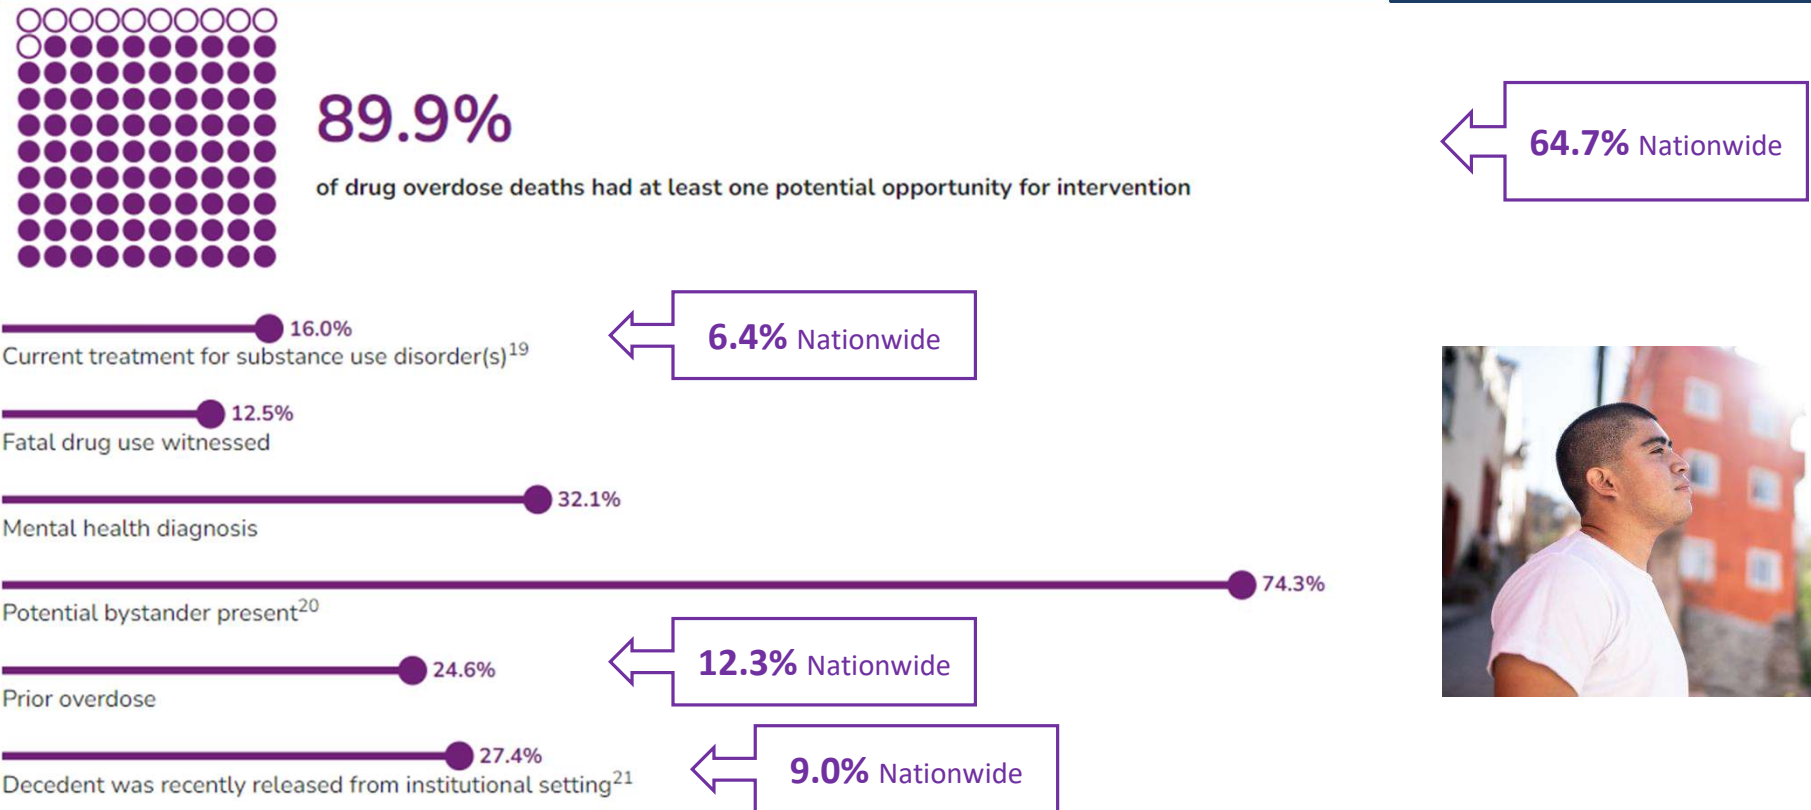 89.9%
of drug overdose deaths had at least one potential opportunity for intervention
64.7% Nationwide
16.0%
Current treatment for substance use disorder(s)19
6.4% Nationwide
12.5%
Fatal drug use witnessed
32.1%
Mental health diagnosis
74.3%
Potential bystander present20
24.6%
Prior overdose
12.3% Nationwide
27.4%
Decedent was recently released from institutional setting21
9.0% Nationwide